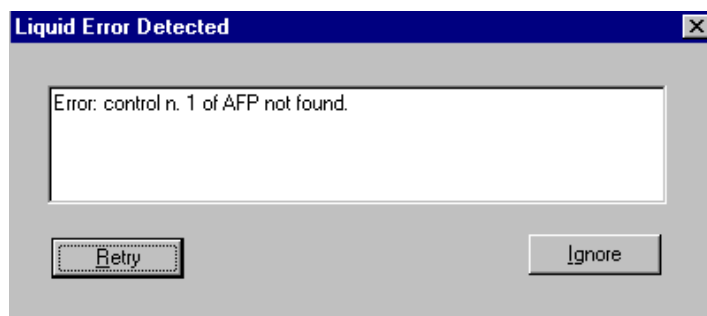 Liquid Error Detected
Error: control n. 1 of AFP not found.
Retry
Ignore